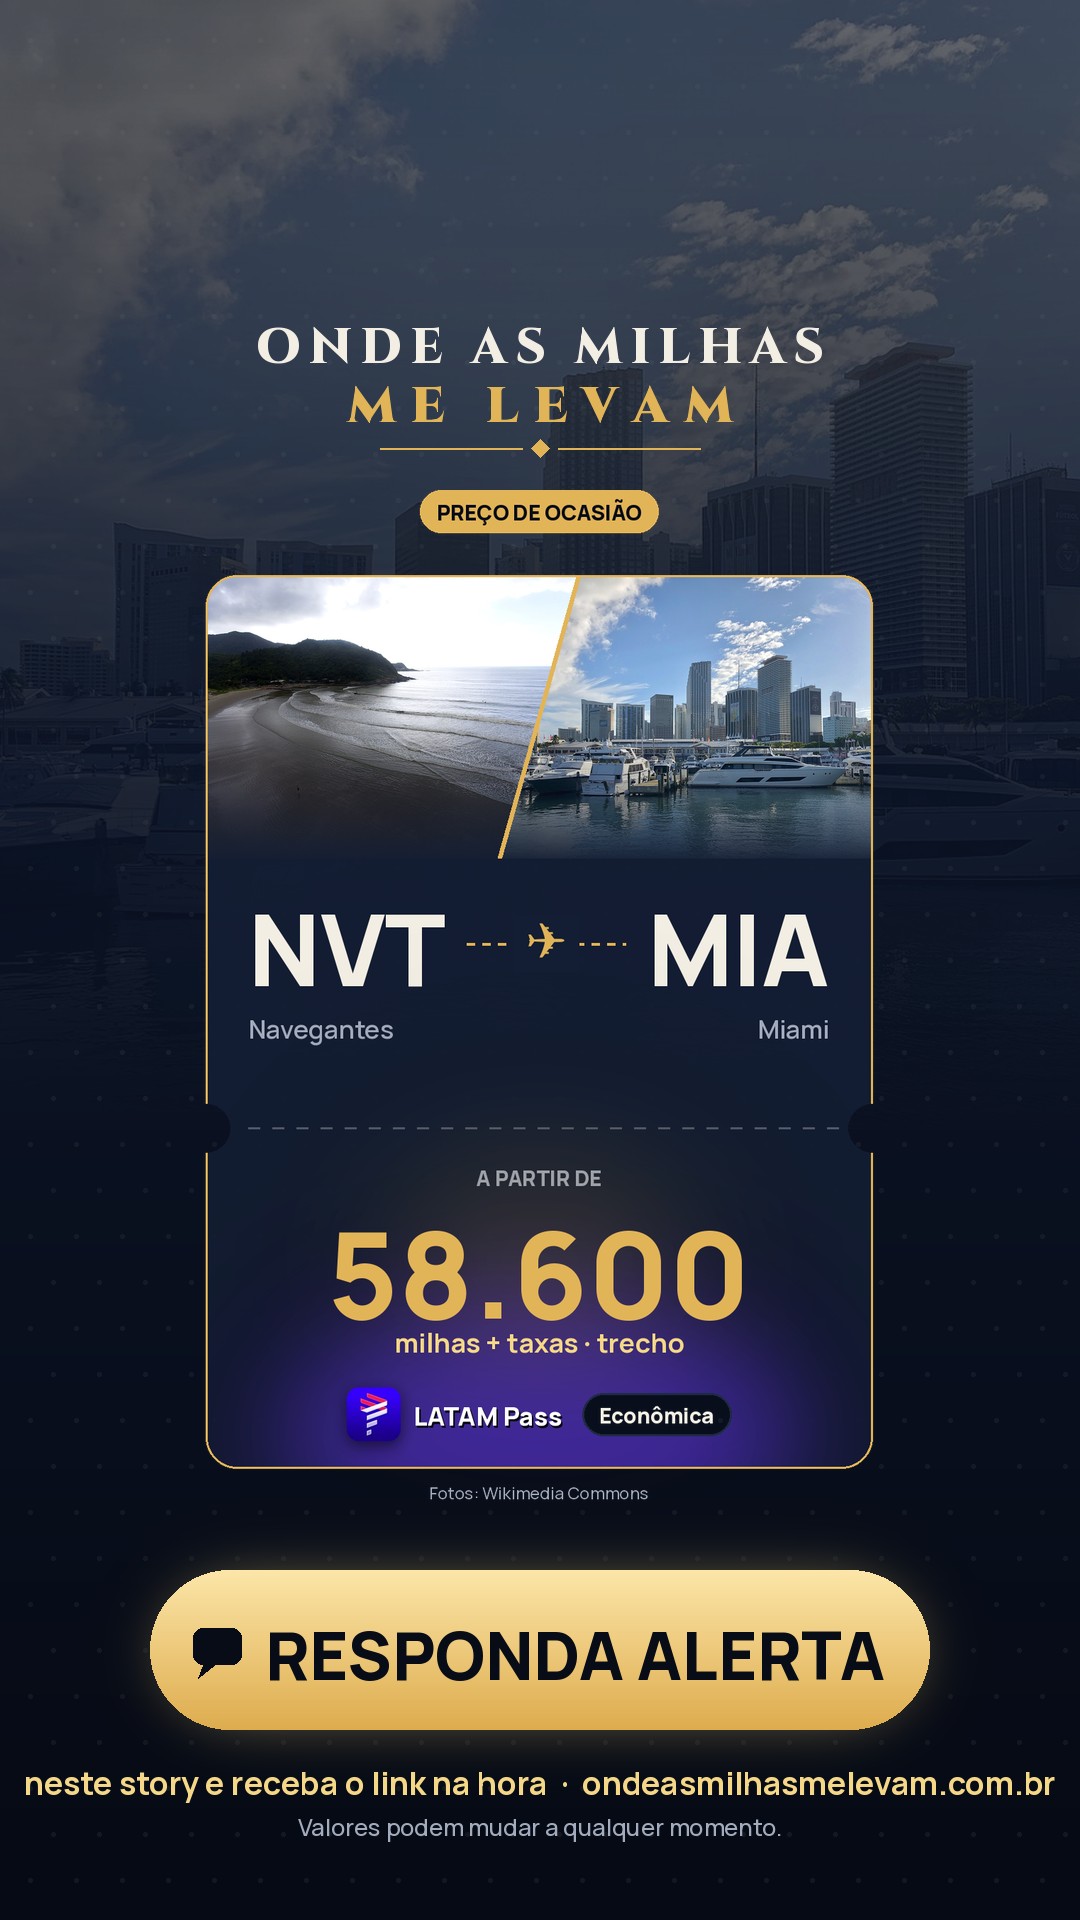 ONDE AS MILHAS
ME LEVAM
PREÇO DE OCASIÃO
NVT MIA
Navegantes Miami
A PARTIR DE
58.600
milhas + taxas · trecho
LATAM Pass Econômica
Fotos: Wikimedia Commons
RESPONDA ALERTA
neste story e receba o link na hora · ondeasmilhasmelevam.com.br
Valores podem mudar a qualquer momento.